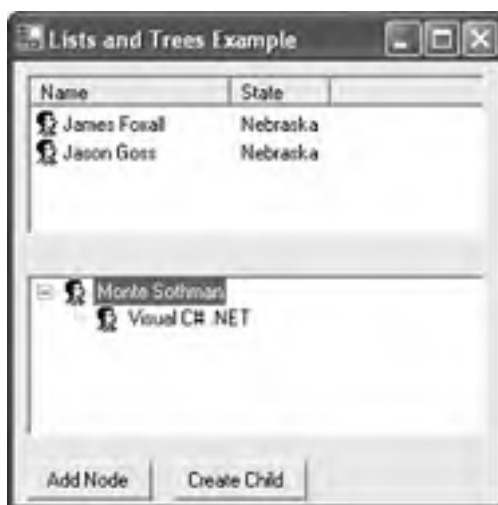 Lists and Trees Example
Name State
James Foxall Nebraska
Jason Goss Nebraska
Monte Sothman
Visual C# .NET
Add Node Create Child